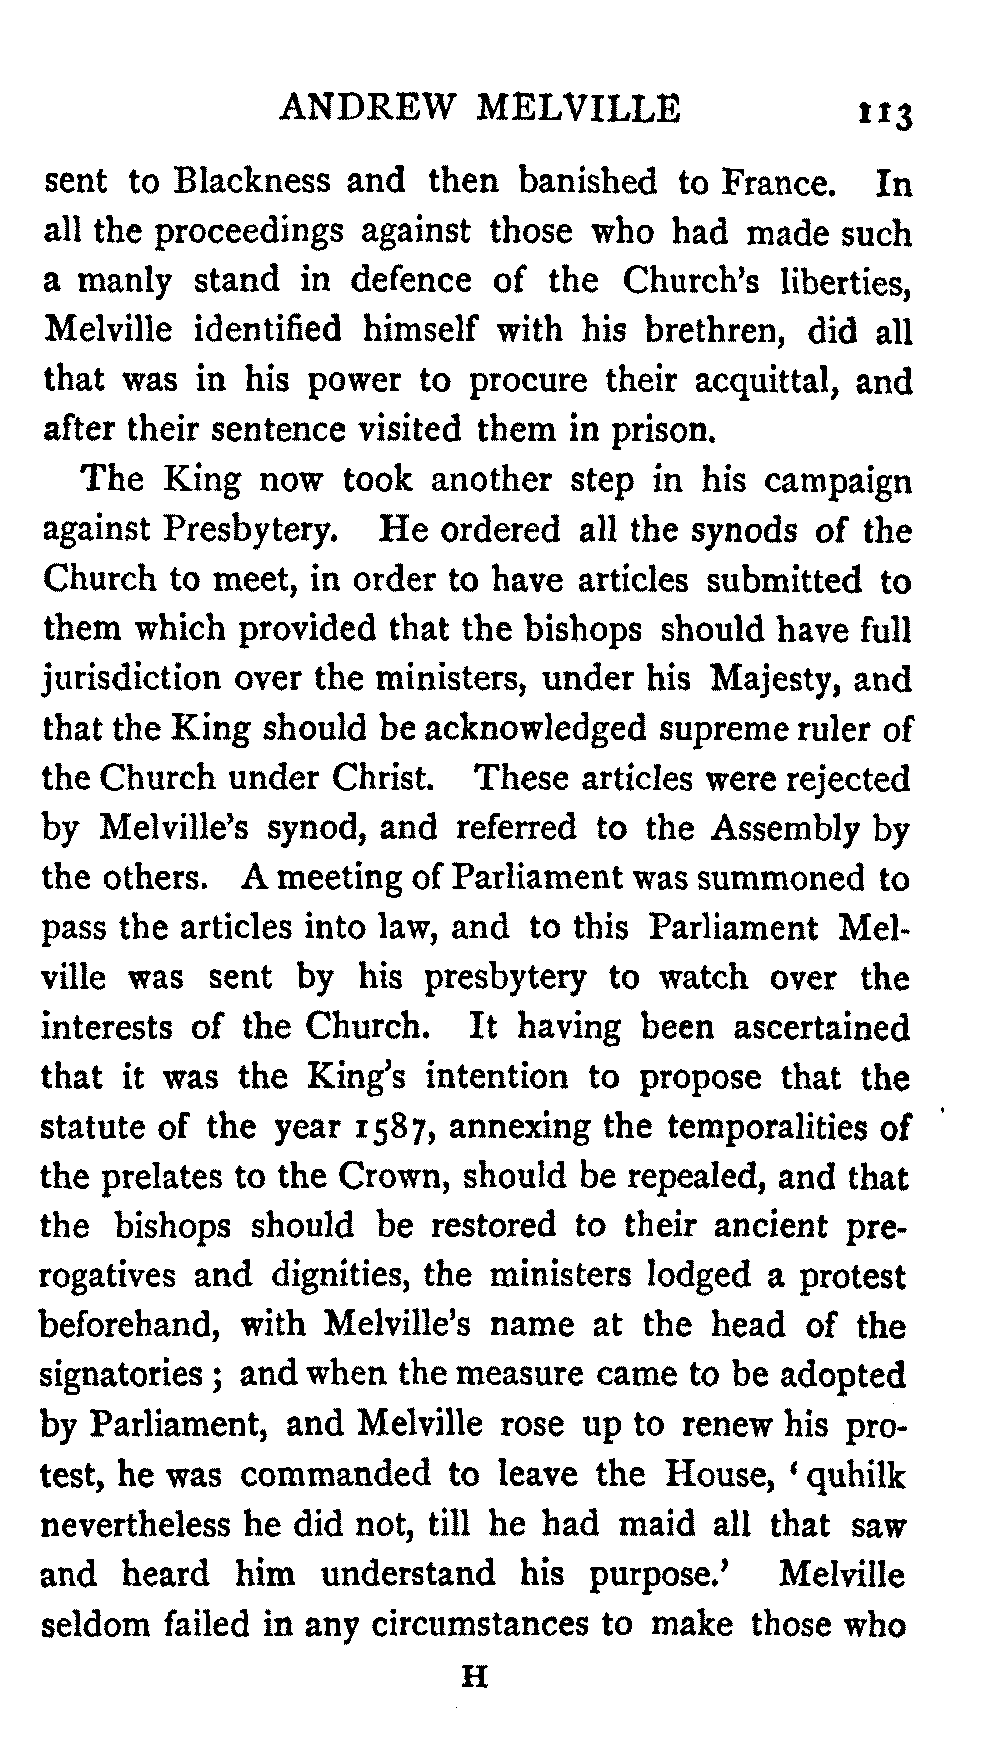 ANDREW MELVILLE 113
sent to Blackness and then banished to France. In
all the proceedings against those who had made such
a manly stand in defence of the Church's liberties,
Melville identified himself with his brethren, did all
that was in his power to procure their acquittal, and
after their sentence visited them in prison.
The King now took another step in his campaign
against Presbytery. He ordered all the synods of the
Church to meet, in order to have articles submitted to
them which provided that the bishops should have full
jurisdiction over the ministers, under his Majesty, and
that the King should be acknowledged supreme ruler of
the Church under Christ. These articles were rejected
by Melville's synod, and referred to the Assembly by
the others. A meeting of Parliament was summoned to
pass the articles into law, and to this Parliament Mel-
ville was sent by his presbytery to watch over the
interests of the Church. It having been ascertained
that it was the King's intention to propose that the
statute of the year 1587, annexing the temporalities of
the prelates to the Crown, should be repealed, and that
the bishops should be restored to their ancient pre-
rogatives and dignities, the ministers lodged a protest
beforehand, with Melville's name at the head of the
signatories ; and when the measure came to be adopted
by Parliament, and Melville rose up to renew his pro-
test, he was commanded to leave the House, ‘ quhilk
nevertheless he did not, till he had maid all that saw
and heard him understand his purpose.’ Melville
seldom failed in any circumstances to make those who
H